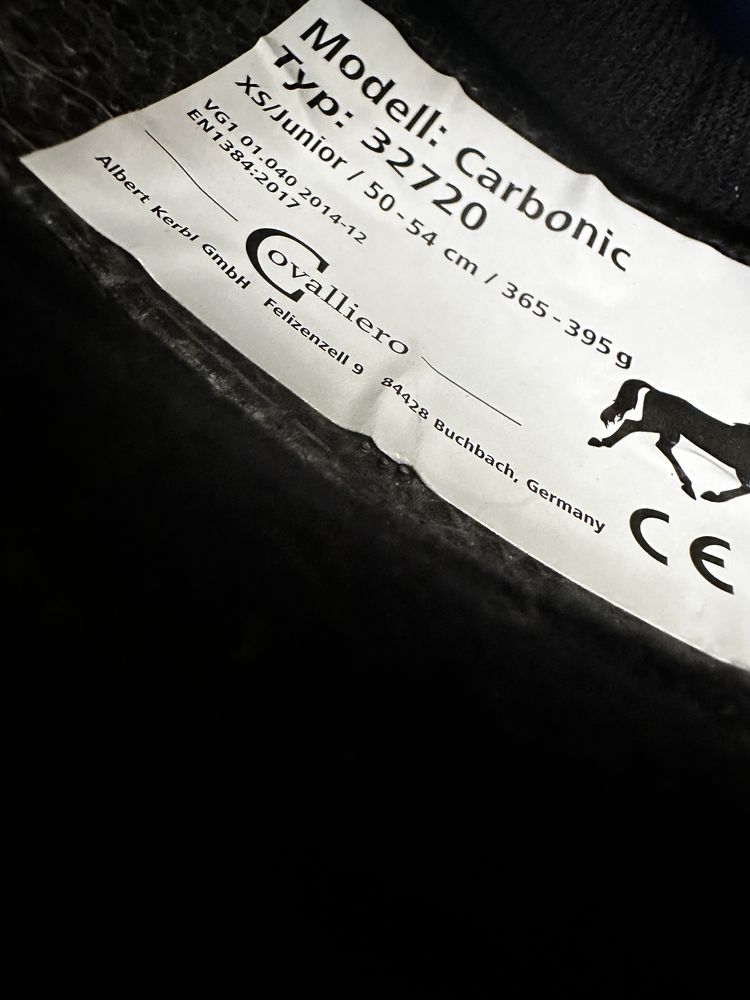 Modell: Carbonic
Typ: 32720
XS/Junior / 50-54 cm / 365-395g
VG1 01.040 2014-12
EN1384:2017
Covalliero
Albert Kerbl GmbH Felizenzell 9 84428 Buchbach, Germany
CE